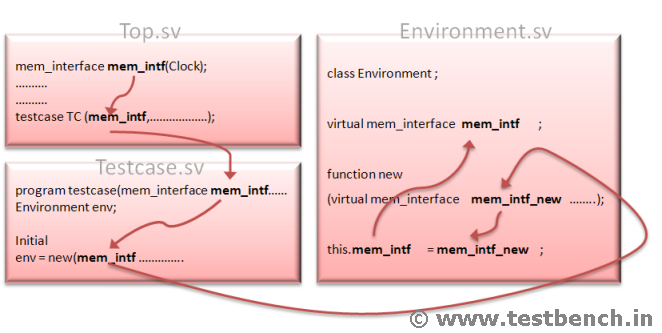 Top.sv
mem_interface mem_intf(Clock);
..........
..........
testcase TC (mem_intf,..................);
Testcase.sv
program testcase(mem_interface mem_intf......
Environment env;
Initial
env = new(mem_intf ..............
Environment.sv
class Environment ;
virtual mem_interface mem_intf ;
function new
(virtual mem_interface mem_intf_new ........);
this.mem_intf = mem_intf_new ;
© www.testbench.in